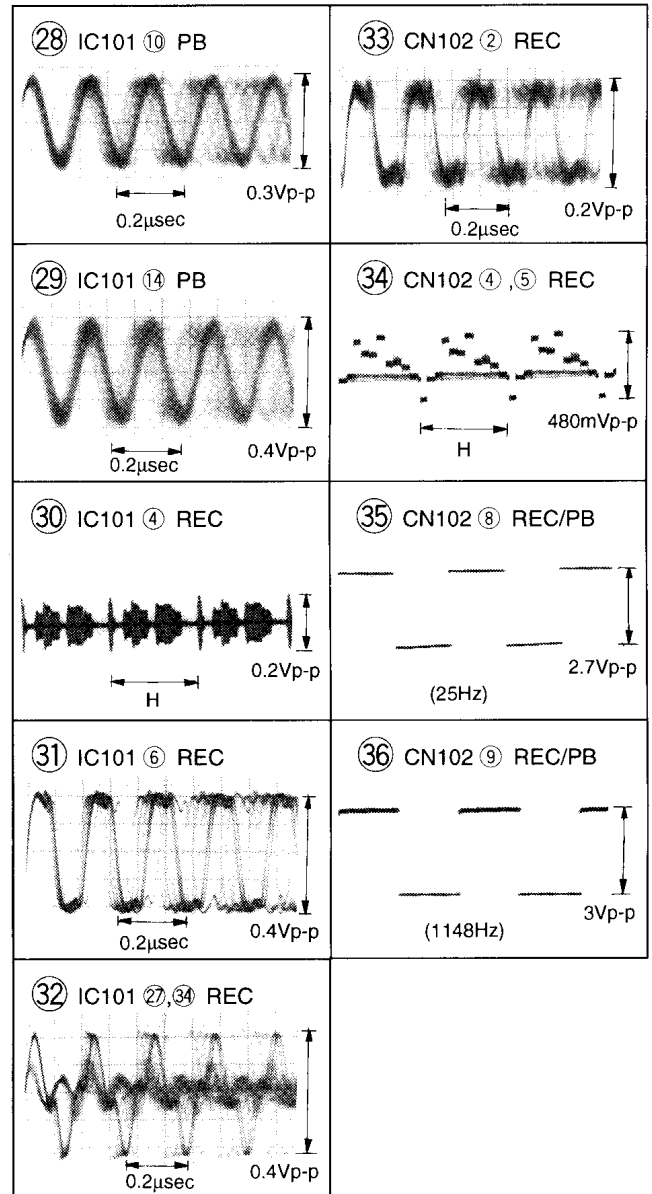 ㉘ IC101 ⑩ PB
0.3Vp-p
0.2μsec
㉙ IC101 ⑭ PB
0.4Vp-p
0.2μsec
㉚ IC101 ④ REC
0.2Vp-p
H
㉛ IC101 ⑥ REC
0.2μsec
0.4Vp-p
㉜ IC101 ㉗,㉞ REC
0.2μsec
0.4Vp-p
㉝ CN102 ② REC
0.2Vp-p
0.2μsec
㉞ CN102 ④ ,⑤ REC
480mVp-p
H
㉟ CN102 ⑧ REC/PB
2.7Vp-p
(25Hz)
㊱ CN102 ⑨ REC/PB
3Vp-p
(1148Hz)